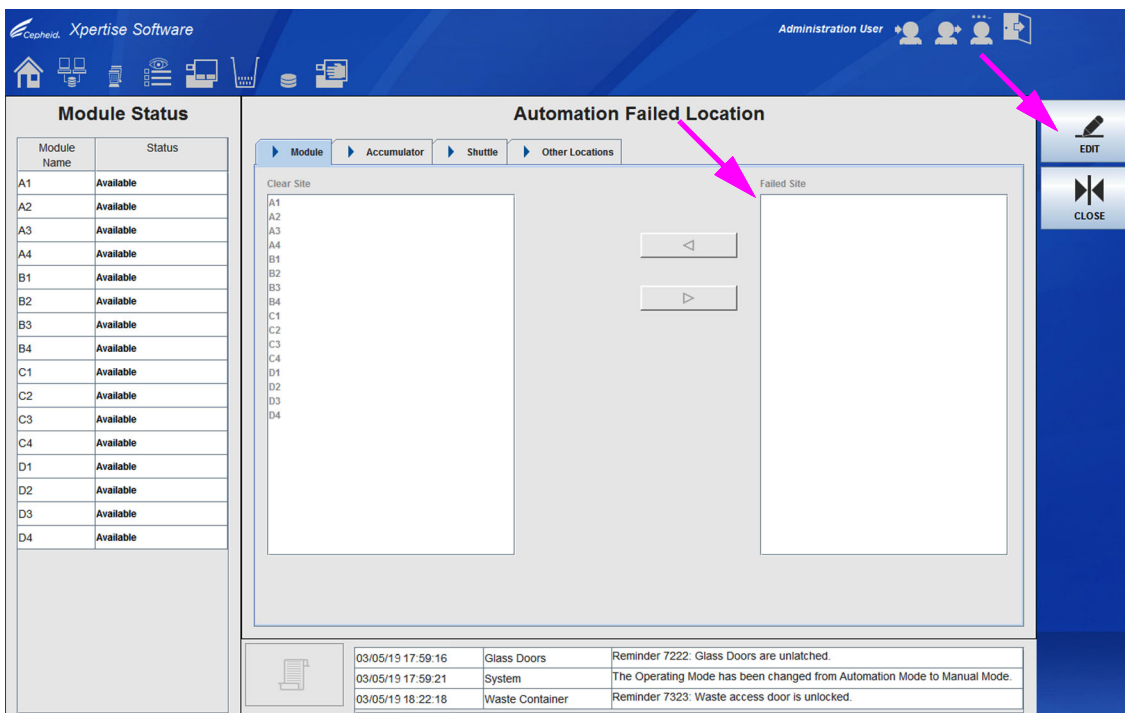 Cepheid. Xpertise Software
Administration User
Module Status
Module Name Status
A1 Available
A2 Available
A3 Available
A4 Available
B1 Available
B2 Available
B3 Available
B4 Available
C1 Available
C2 Available
C3 Available
C4 Available
D1 Available
D2 Available
D3 Available
D4 Available
Automation Failed Location
Module Accumulator Shuttle Other Locations
Clear Site
A1
A2
A3
A4
B1
B2
B3
B4
C1
C2
C3
C4
D1
D2
D3
D4
Failed Site
EDIT
CLOSE
03/05/19 17:59:16 Glass Doors Reminder 7222: Glass Doors are unlatched.
03/05/19 17:59:21 System The Operating Mode has been changed from Automation Mode to Manual Mode.
03/05/19 18:22:18 Waste Container Reminder 7323: Waste access door is unlocked.